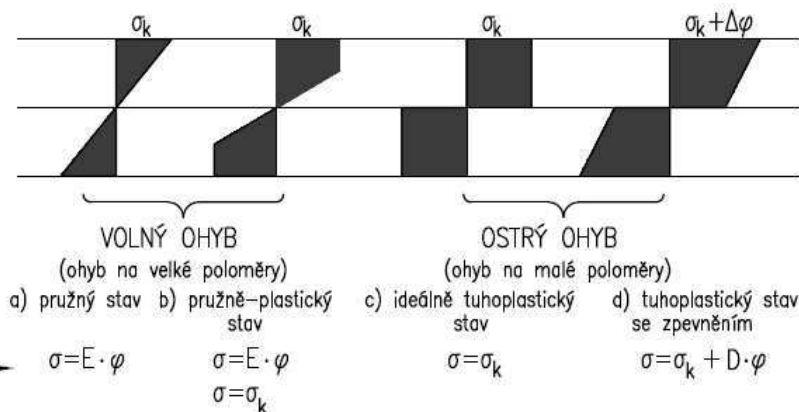 σk σk σk σk+Δφ
VOLNÝ OHYB OSTRÝ OHYB
(ohyb na velké poloměry) (ohyb na malé poloměry)
a) pružný stav b) pružně-plastický c) ideálně tuhoplastický d) tuhoplastický stav
stav stav se zpevněním
σ=E·φ σ=E·φ σ=σk σ=σk + D·φ
σ=σk